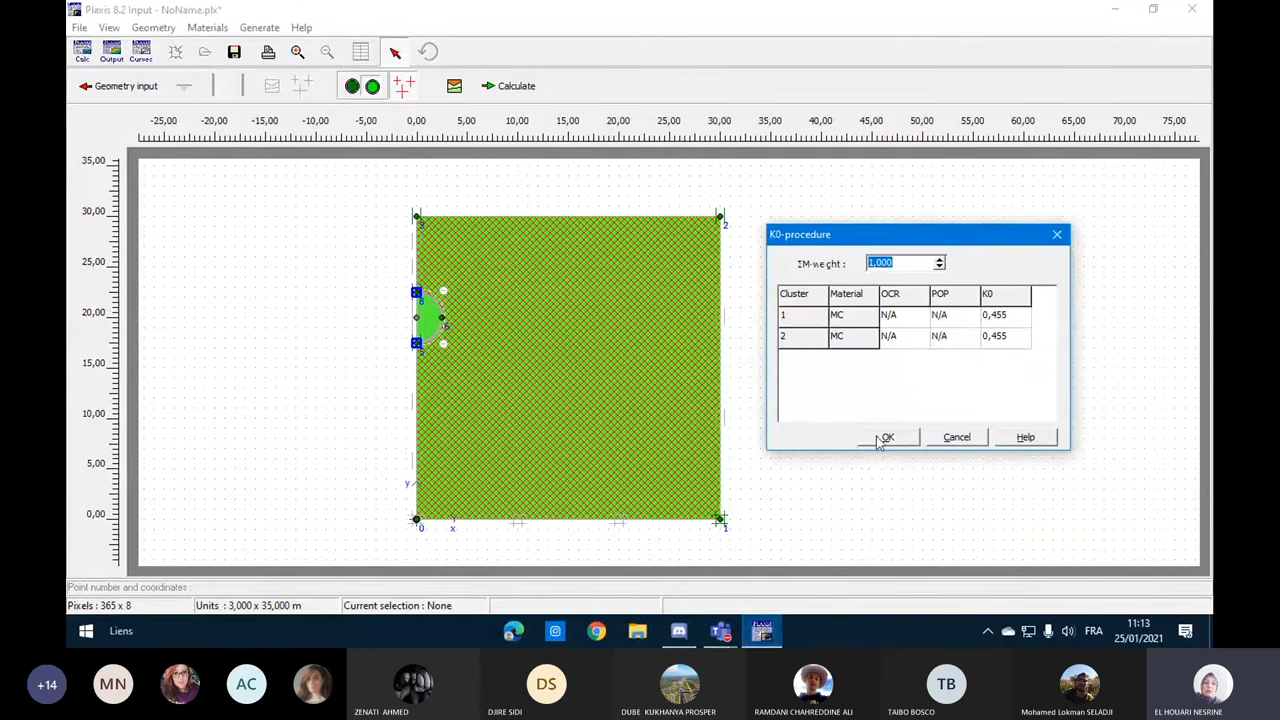 Plaxis 8.2 Input - NoName.plx*
File View Geometry Materials Generate Help
Calc Output Curves
Geometry input Calculate
-25,00 -20,00 -15,00 -10,00 -5,00 0,00 5,00 10,00 15,00 20,00 25,00 30,00 35,00 40,00 45,00 50,00 55,00 60,00 65,00 70,00 75,00
35,00
30,00
25,00
20,00
15,00
10,00
5,00
0,00
3
2
8
6
5
y
0
x
1
K0-procedure
ΣM-weight : 1,000
Cluster Material OCR POP K0
1 MC N/A N/A 0,455
2 MC N/A N/A 0,455
OK Cancel Help
Point number and coordinates :
Pixels : 365 x 8 Units : 3,000 x 35,000 m Current selection : None
Liens
FRA
11:13
25/01/2021
+14 MN AC DS TB
ZENATI AHMED DJIRE SIDI DUBE KUKHANYA PROSPER RAMDANI CHAHREDDINE ALI TAIBO BOSCO Mohamed Lokman SELADJI EL HOUARI NESRINE